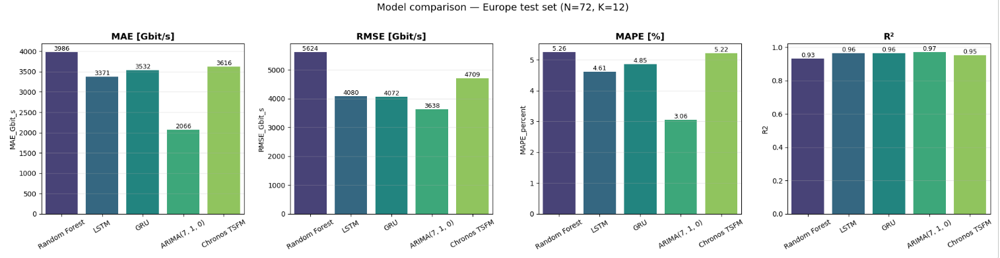 Model comparison — Europe test set (N=72, K=12)
MAE [Gbit/s]
MAE_Gbit_s
4000
3500
3000
2500
2000
1500
1000
500
0
3986
3371
3532
2066
3616
Random Forest
LSTM
GRU
ARIMA(7, 1, 0)
Chronos TSFM
RMSE [Gbit/s]
RMSE_Gbit_s
5000
4000
3000
2000
1000
0
5624
4080
4072
3638
4709
Random Forest
LSTM
GRU
ARIMA(7, 1, 0)
Chronos TSFM
MAPE [%]
MAPE_percent
5
4
3
2
1
0
5.26
4.61
4.85
3.06
5.22
Random Forest
LSTM
GRU
ARIMA(7, 1, 0)
Chronos TSFM
R²
R2
1.0
0.8
0.6
0.4
0.2
0.0
0.93
0.96
0.96
0.97
0.95
Random Forest
LSTM
GRU
ARIMA(7, 1, 0)
Chronos TSFM